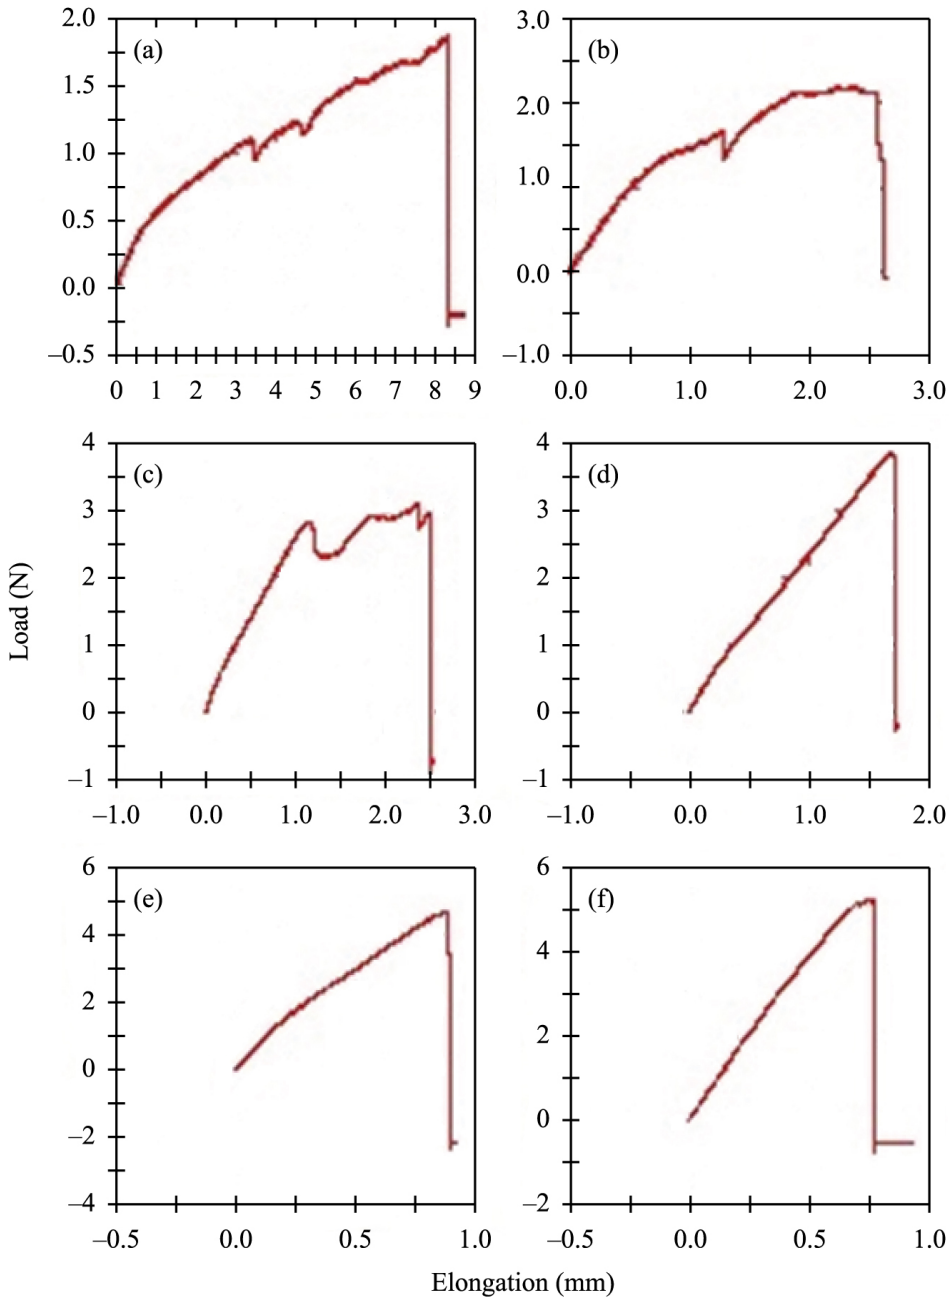 2.0
(a)
1.5
1.0
0.5
0.0
–0.5
0 1 2 3 4 5 6 7 8 9
3.0
(b)
2.0
1.0
0.0
–1.0
0.0 1.0 2.0 3.0
4
(c)
3
2
1
0
–1
–1.0 0.0 1.0 2.0 3.0
4
(d)
3
2
1
0
–1
–1.0 0.0 1.0 2.0
Load (N)
6
(e)
4
2
0
–2
–4
–0.5 0.0 0.5 1.0
6
(f)
4
2
0
–2
–0.5 0.0 0.5 1.0
Elongation (mm)